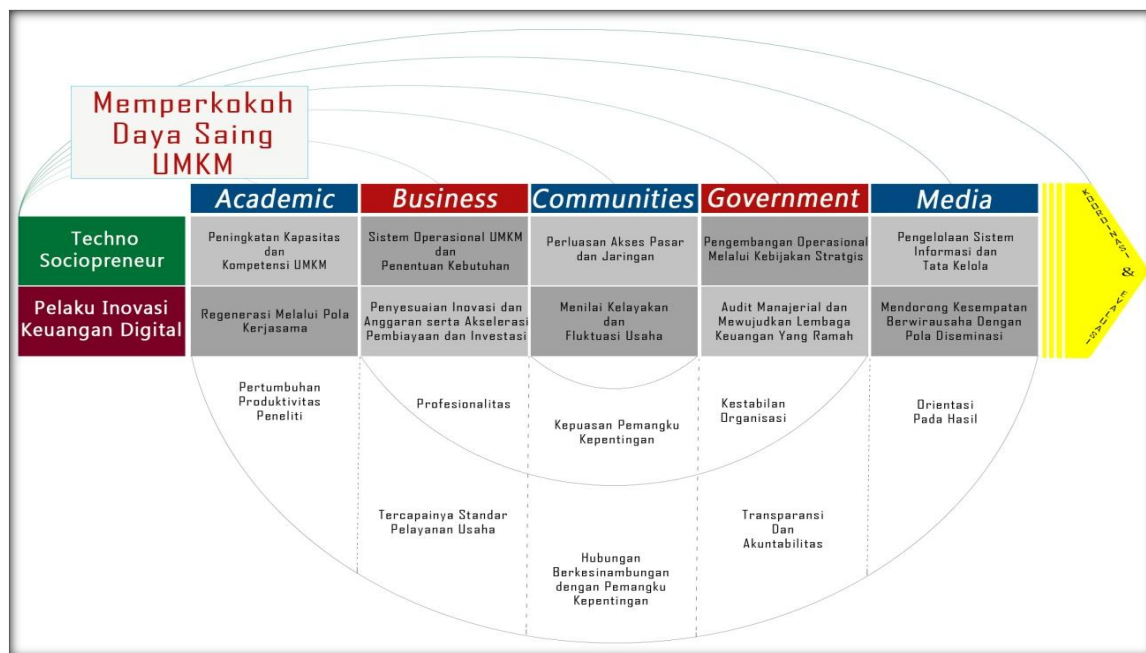 Memperkokoh
Daya Saing
UMKM
Academic
Business
Communities
Government
Media
Techno
Sociopreneur
Peningkatan Kapasitas
dan
Kompetensi UMKM
Sistem Operasional UMKM
dan
Penentuan Kebutuhan
Perluasan Akses Pasar
dan Jaringan
Pengembangan Operasional
Melalui Kebijakan Stratgis
Pengelolaan Sistem
Informasi dan
Tata Kelola
Pelaku Inovasi
Keuangan Digital
Regenerasi Melalui Pola
Kerjasama
Penyesuaian Inovasi dan
Anggaran serta Akselerasi
Pembiayaan dan Investasi
Menilai Kelayakan
dan
Fluktuasi Usaha
Audit Manajerial dan
Mewujudkan Lembaga
Keuangan Yang Ramah
Mendorong Kesempatan
Berwirausaha Dengan
Pola Diseminasi
KOORDINASI
&
EVALUASI
Pertumbuhan
Produktivitas
Peneliti
Profesionalitas
Kepuasan Pemangku
Kepentingan
Kestabilan
Organisasi
Orientasi
Pada Hasil
Tercapainya Standar
Pelayanan Usaha
Hubungan
Berkesinambungan
dengan Pemangku
Kepentingan
Transparansi
Dan
Akuntabilitas